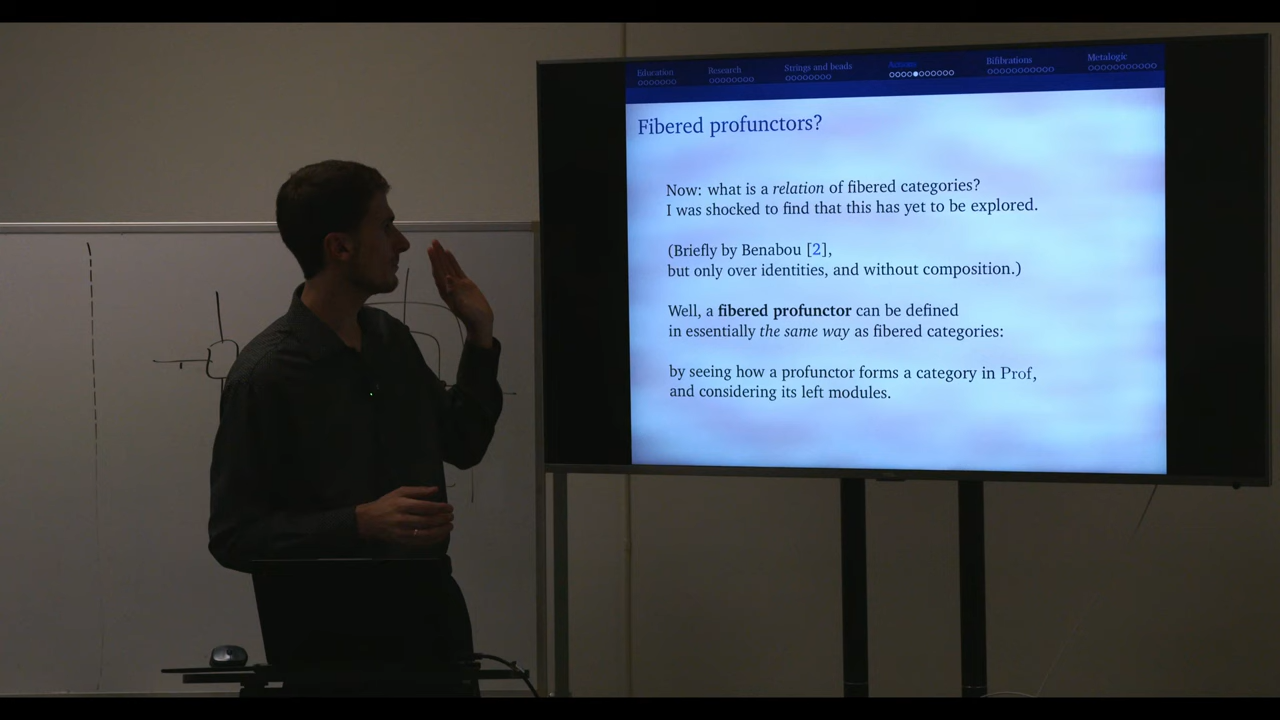 Education Research Strings and beads Actions Bifibrations Metalogic
Fibered profunctors?
Now: what is a relation of fibered categories?
I was shocked to find that this has yet to be explored.
(Briefly by Benabou [2],
but only over identities, and without composition.)
Well, a fibered profunctor can be defined
in essentially the same way as fibered categories:
by seeing how a profunctor forms a category in Prof,
and considering its left modules.